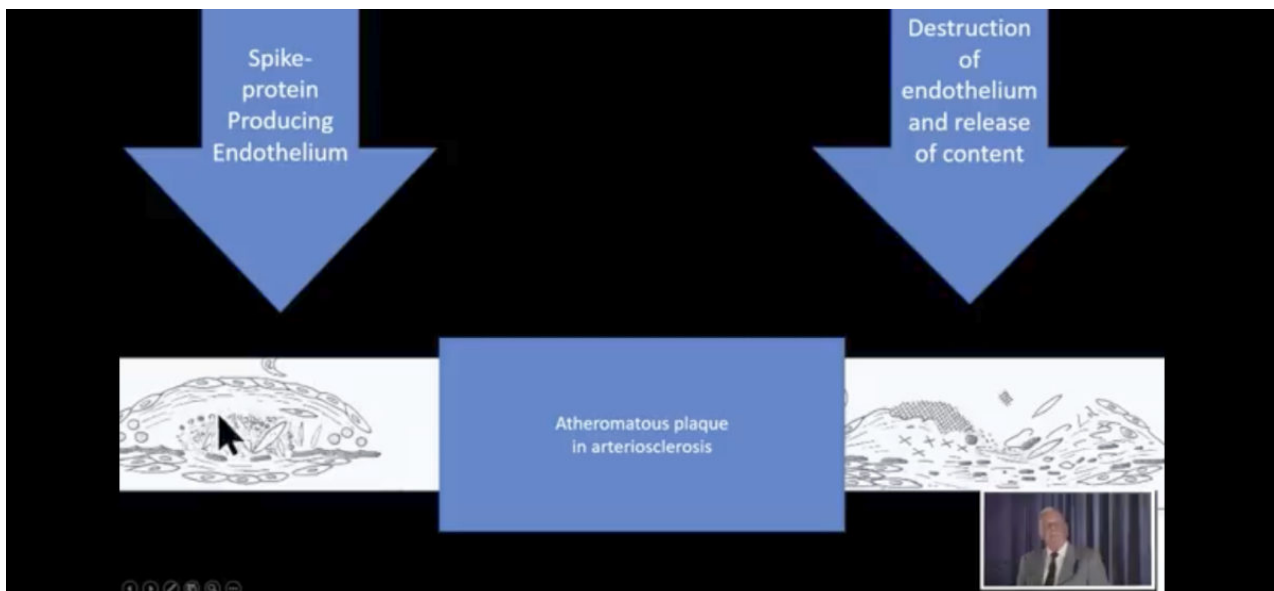 Spike-
protein
Producing
Endothelium
Destruction
of
endothelium
and release
of content
Atheromatous plaque
in arteriosclerosis